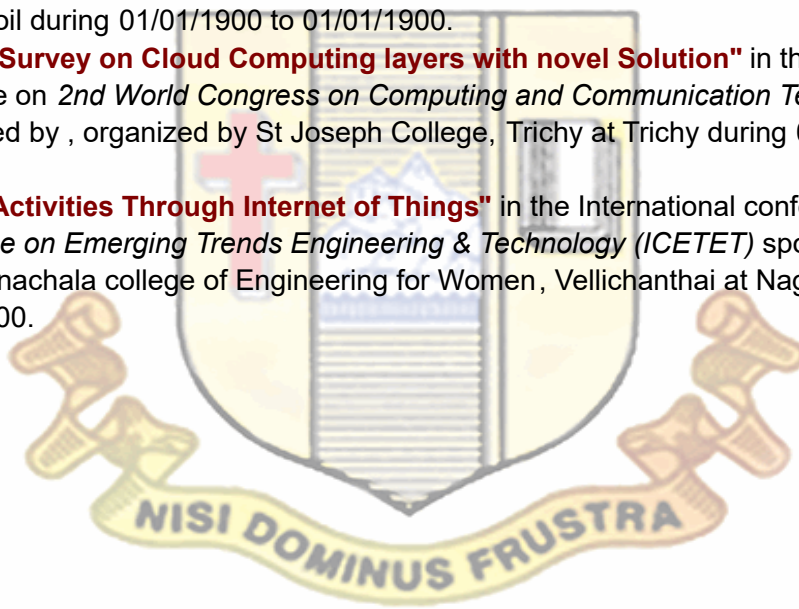 oil during 01/01/1900 to 01/01/1900.
Survey on Cloud Computing layers with novel Solution" in th
e on 2nd World Congress on Computing and Communication Te
ed by , organized by St Joseph College, Trichy at Trichy during
Activities Through Internet of Things" in the International conf
e on Emerging Trends Engineering & Technology (ICETET) spo
nachala college of Engineering for Women, Vellichanthai at Nag
00.
NISI DOMINUS FRUSTRA